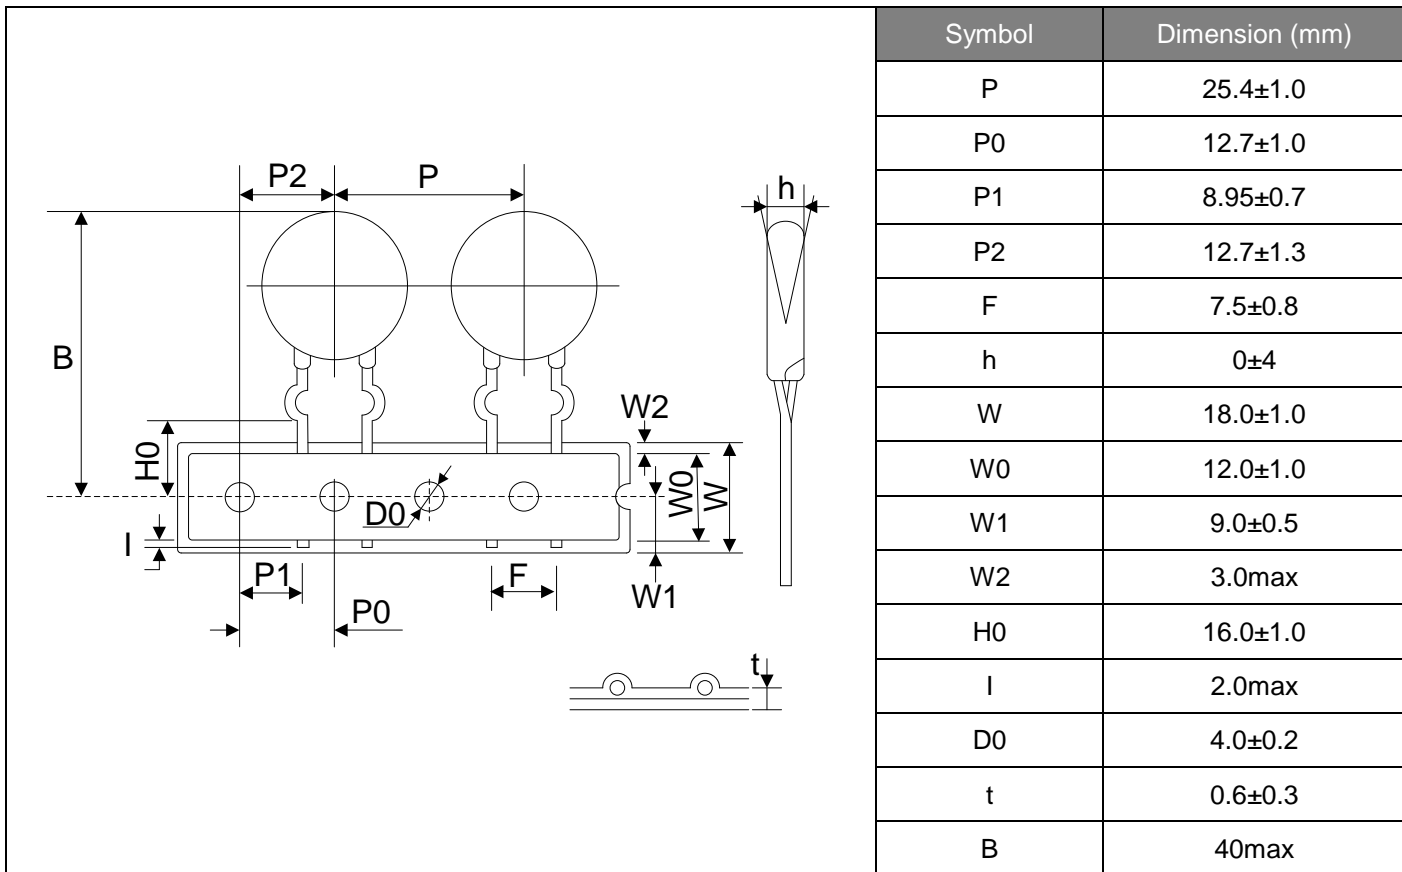 P2
P
h
B
H0
W2
W0
W
D0
I
P1
F
W1
P0
t
Symbol Dimension (mm)
P 25.4±1.0
P0 12.7±1.0
P1 8.95±0.7
P2 12.7±1.3
F 7.5±0.8
h 0±4
W 18.0±1.0
W0 12.0±1.0
W1 9.0±0.5
W2 3.0max
H0 16.0±1.0
I 2.0max
D0 4.0±0.2
t 0.6±0.3
B 40max